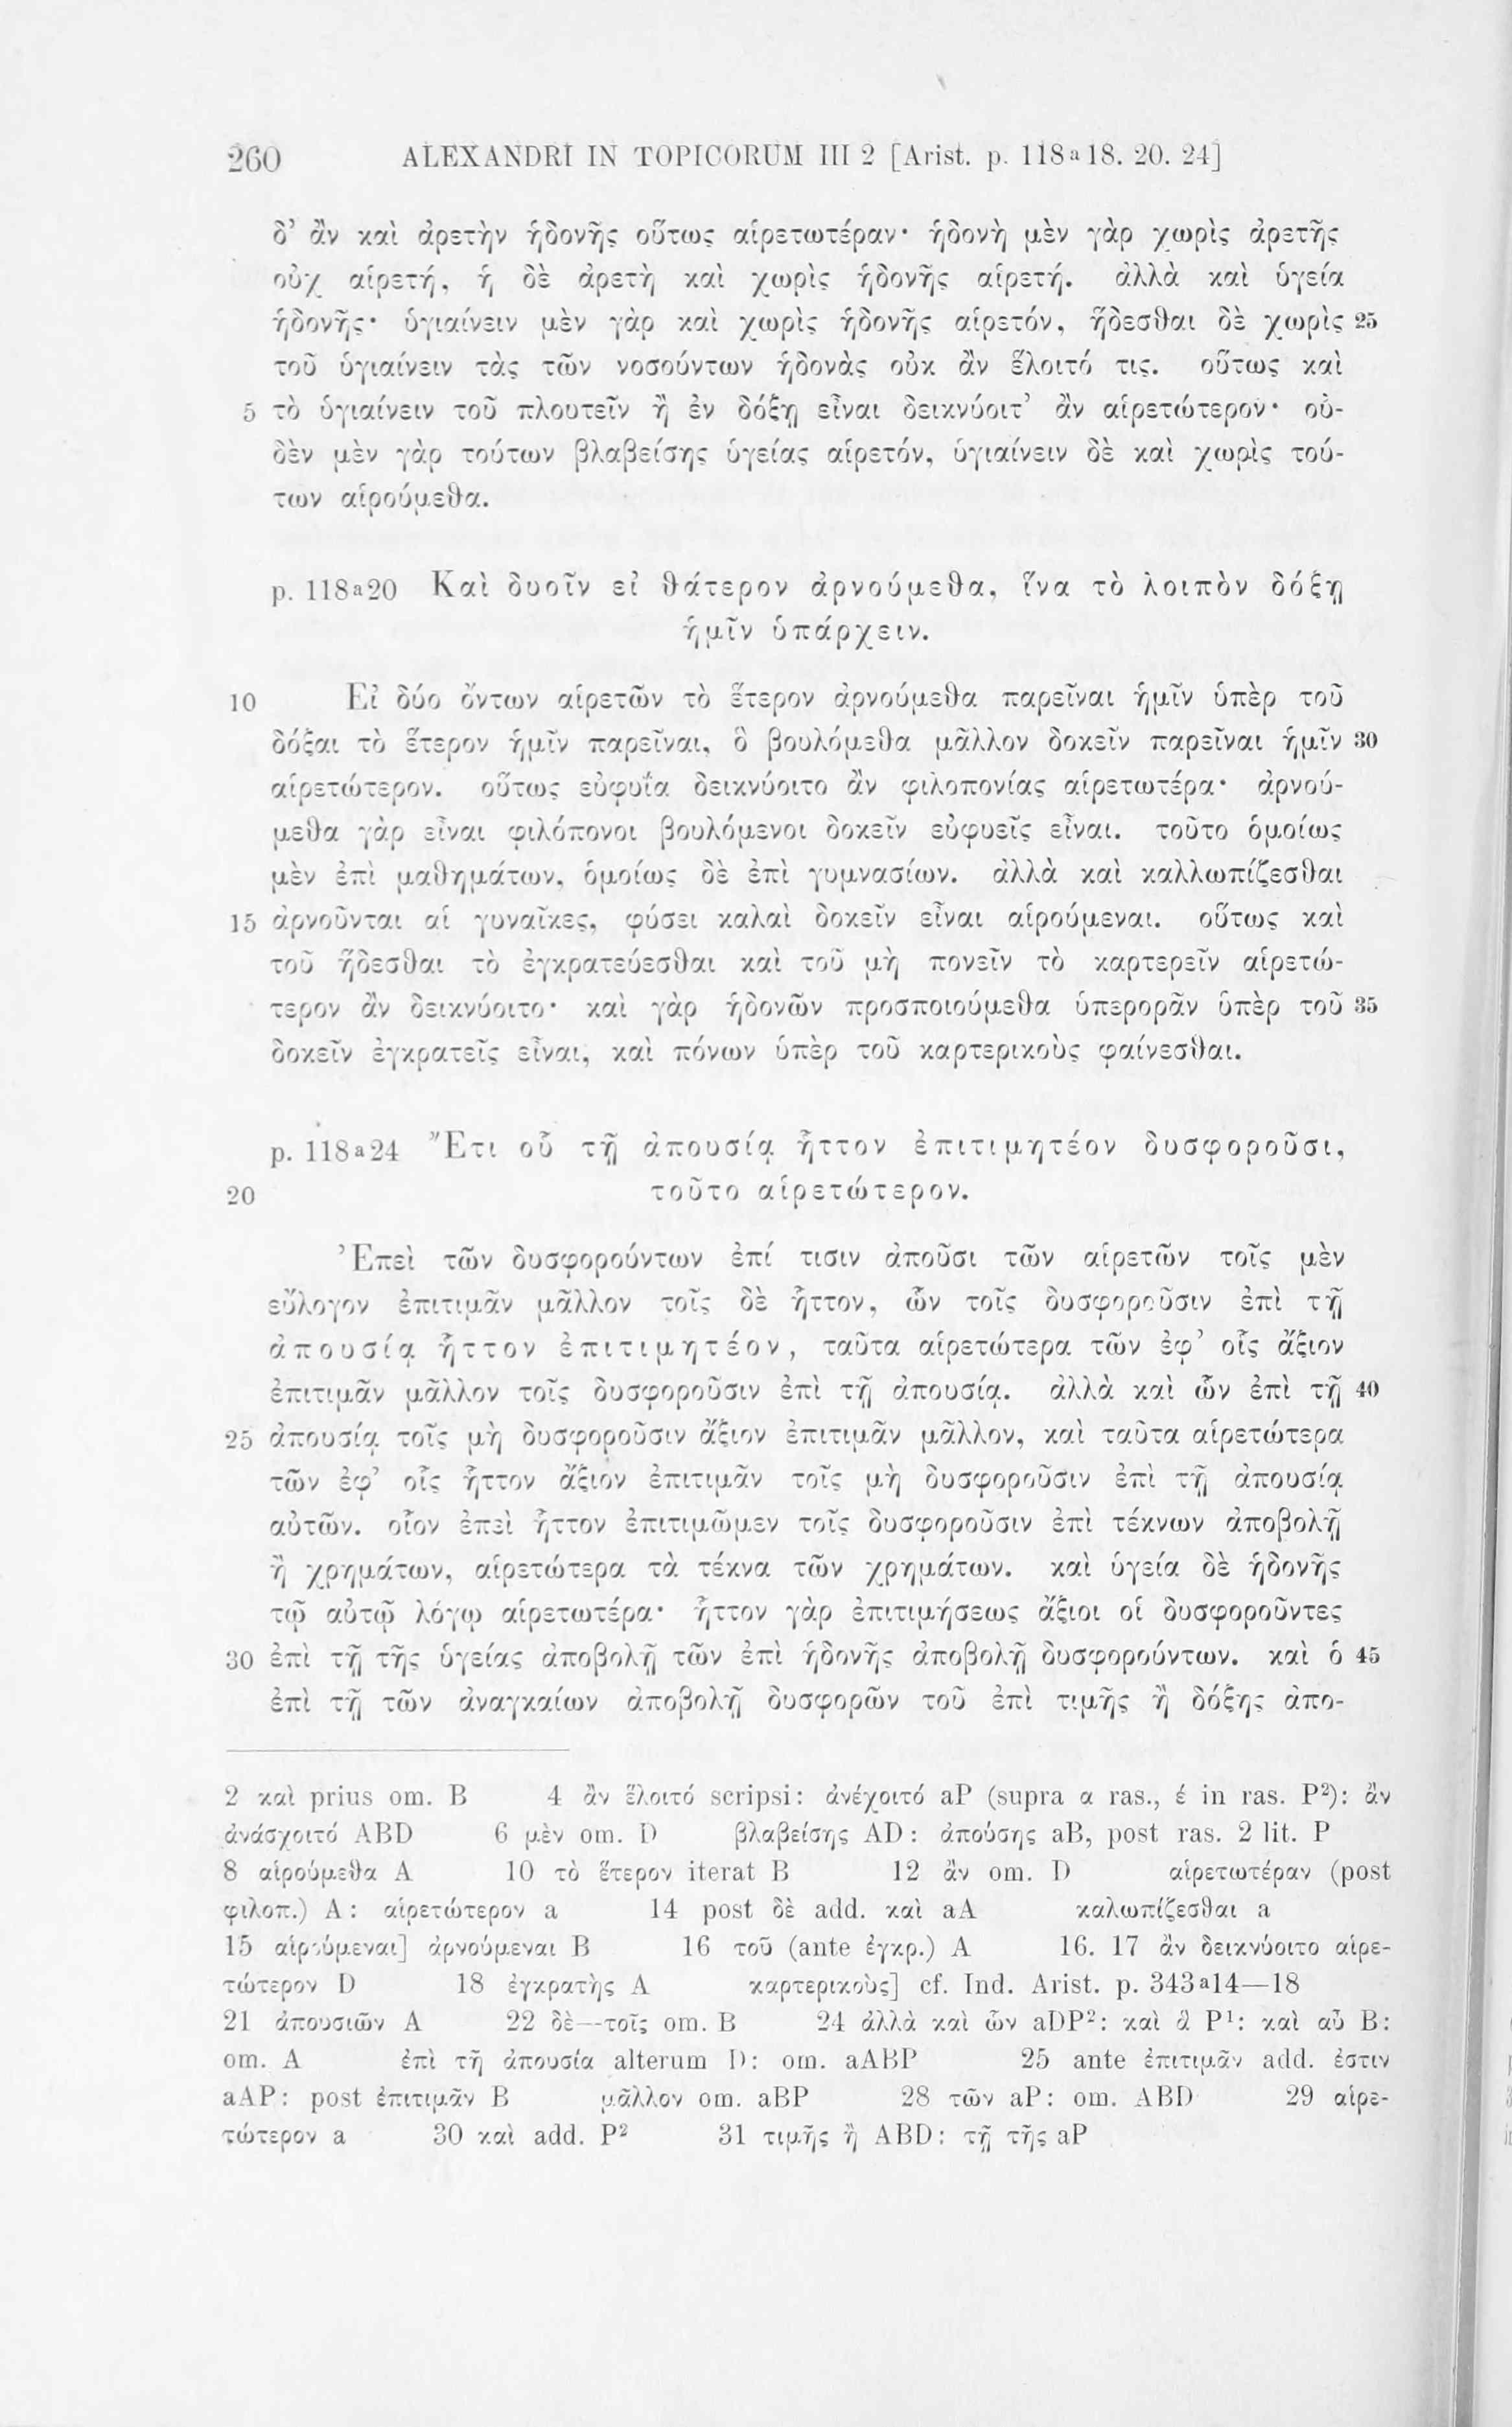 260 ALEXANDRI IN TOPICORUM III 2 [Arist. p. 118a18. 20. 24]
δ’ ἂν καὶ ἀρετὴν ἡδονῆς οὕτως αἱρετωτέραν· ἡδονὴ μὲν γὰρ χωρὶς ἀρετῆς
οὐχ αἱρετή, ἡ δὲ ἀρετὴ καὶ χωρὶς ἡδονῆς αἱρετή. ἀλλὰ καὶ ὑγεία
ἡδονῆς· ὑγιαίνειν μὲν γὰρ καὶ χωρὶς ἡδονῆς αἱρετόν, ἥδεσθαι δὲ χωρὶς 25
τοῦ ὑγιαίνειν τὰς τῶν νοσούντων ἡδονὰς οὐκ ἂν ἕλοιτό τις. οὕτως καὶ
5 τὸ ὑγιαίνειν τοῦ πλουτεῖν ἢ ἐν δόξῃ εἶναι δεικνύοιτ’ ἂν αἱρετώτερον· οὐ-
δὲν μὲν γὰρ τούτων βλαβείσης ὑγείας αἱρετόν, ὑγιαίνειν δὲ καὶ χωρὶς τού-
των αἱρούμεθα.
p. 118a20 Καὶ δυοῖν εἰ θάτερον ἀρνούμεθα, ἵνα τὸ λοιπὸν δόξῃ
ἡμῖν ὑπάρχειν.
10 Εἰ δύο ὄντων αἱρετῶν τὸ ἕτερον ἀρνούμεθα παρεῖναι ἡμῖν ὑπὲρ τοῦ
δόξαι τὸ ἕτερον ἡμῖν παρεῖναι, ὃ βουλόμεθα μᾶλλον δοκεῖν παρεῖναι ἡμῖν 30
αἱρετώτερον. οὕτως εὐφυΐα δεικνύοιτο ἂν φιλοπονίας αἱρετωτέρα· ἀρνού-
μεθα γὰρ εἶναι φιλόπονοι βουλόμενοι δοκεῖν εὐφυεῖς εἶναι. τοῦτο ὁμοίως
μὲν ἐπὶ μαθημάτων, ὁμοίως δὲ ἐπὶ γυμνασίων. ἀλλὰ καὶ καλλωπίζεσθαι
15 ἀρνοῦνται αἱ γυναῖκες, φύσει καλαὶ δοκεῖν εἶναι αἱρούμεναι. οὕτως καὶ
τοῦ ἥδεσθαι τὸ ἐγκρατεύεσθαι καὶ τοῦ μὴ πονεῖν τὸ καρτερεῖν αἱρετώ-
τερον ἂν δεικνύοιτο· καὶ γὰρ ἡδονῶν προσποιούμεθα ὑπερορᾶν ὑπὲρ τοῦ 35
δοκεῖν ἐγκρατεῖς εἶναι, καὶ πόνων ὑπὲρ τοῦ καρτερικοὺς φαίνεσθαι.
p. 118a24 Ἔτι οὗ τῇ ἀπουσίᾳ ἧττον ἐπιτιμητέον δυσφοροῦσι,
20 τοῦτο αἱρετώτερον.
Ἐπεὶ τῶν δυσφορούντων ἐπί τισιν ἀποῦσι τῶν αἱρετῶν τοῖς μὲν
εὔλογον ἐπιτιμᾶν μᾶλλον τοῖς δὲ ἧττον, ὧν τοῖς δυσφοροῦσιν ἐπὶ τῇ
ἀπουσίᾳ ἧττον ἐπιτιμητέον, ταῦτα αἱρετώτερα τῶν ἐφ’ οἷς ἄξιον
ἐπιτιμᾶν μᾶλλον τοῖς δυσφοροῦσιν ἐπὶ τῇ ἀπουσίᾳ. ἀλλὰ καὶ ὧν ἐπὶ τῇ 40
25 ἀπουσίᾳ τοῖς μὴ δυσφοροῦσιν ἄξιον ἐπιτιμᾶν μᾶλλον, καὶ ταῦτα αἱρετώτερα
τῶν ἐφ’ οἷς ἧττον ἄξιον ἐπιτιμᾶν τοῖς μὴ δυσφοροῦσιν ἐπὶ τῇ ἀπουσίᾳ
αὐτῶν. οἷον ἐπεὶ ἧττον ἐπιτιμῶμεν τοῖς δυσφοροῦσιν ἐπὶ τέκνων ἀποβολῇ
ἢ χρημάτων, αἱρετώτερα τὰ τέκνα τῶν χρημάτων. καὶ ὑγεία δὲ ἡδονῆς
τῷ αὐτῷ λόγῳ αἱρετωτέρα· ἧττον γὰρ ἐπιτιμήσεως ἄξιοι οἱ δυσφοροῦντες
30 ἐπὶ τῇ τῆς ὑγείας ἀποβολῇ τῶν ἐπὶ ἡδονῆς ἀποβολῇ δυσφορούντων. καὶ ὁ 45
ἐπὶ τῇ τῶν ἀναγκαίων ἀποβολῇ δυσφορῶν τοῦ ἐπὶ τιμῆς ἢ δόξης ἀπο-
2 καὶ prius om. B 4 ἂν ἕλοιτό scripsi: ἀνέχοιτό aP (supra α ras., έ in ras. P²): ἂν
ἀνάσχοιτό ABD 6 μὲν om. D βλαβείσης AD: ἀπούσης aB, post ras. 2 lit. P
8 αἱρούμεθα A 10 τὸ ἕτερον iterat B 12 ἂν om. D αἱρετωτέραν (post
φιλοπ.) A: αἱρετώτερον a 14 post δὲ add. καὶ aA καλωπίζεσθαι a
15 αἱρούμεναι] ἀρνούμεναι B 16 τοῦ (ante ἐγκρ.) A 16. 17 ἂν δεικνύοιτο αἱρε-
τώτερον D 18 ἐγκρατὴς A καρτερικοὺς] cf. Ind. Arist. p. 343a14—18
21 ἀπουσιῶν A 22 δὲ—τοῖς om. B 24 ἀλλὰ καὶ ὧν aDP²: καὶ ἃ P¹: καὶ αὖ B:
om. A ἐπὶ τῇ ἀπουσία alterum D: om. aABP 25 ante ἐπιτιμᾶν add. ἐστιν
aAP: post ἐπιτιμᾶν B μᾶλλον om. aBP 28 τῶν aP: om. ABD 29 αἱρε-
τώτερον a 30 καὶ add. P² 31 τιμῆς ἢ ABD: τῇ τῆς aP